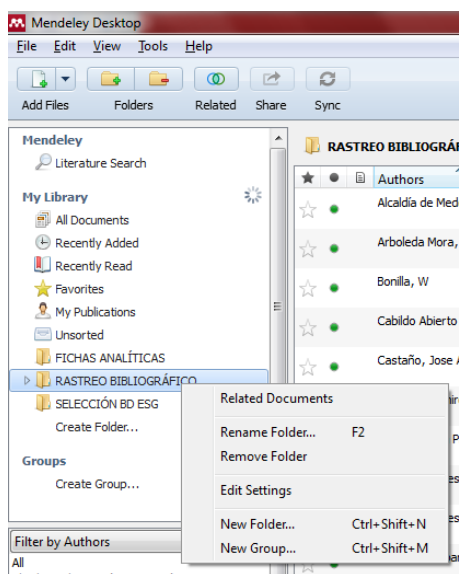 Mendeley Desktop
File Edit View Tools Help
Add Files Folders Related Share Sync
Mendeley
Literature Search
My Library
All Documents
Recently Added
Recently Read
Favorites
My Publications
Unsorted
FICHAS ANALÍTICAS
RASTREO BIBLIOGRÁFICO
SELECCIÓN BD ESG
Create Folder...
Groups
Create Group...
Filter by Authors
All
RASTREO BIBLIOGRÁF
Authors
Alcaldía de Med
Arboleda Mora,
Bonilla, W
Cabildo Abierto
Castaño, Jose A
Related Documents
Rename Folder... F2
Remove Folder
Edit Settings
New Folder... Ctrl+Shift+N
New Group... Ctrl+Shift+M